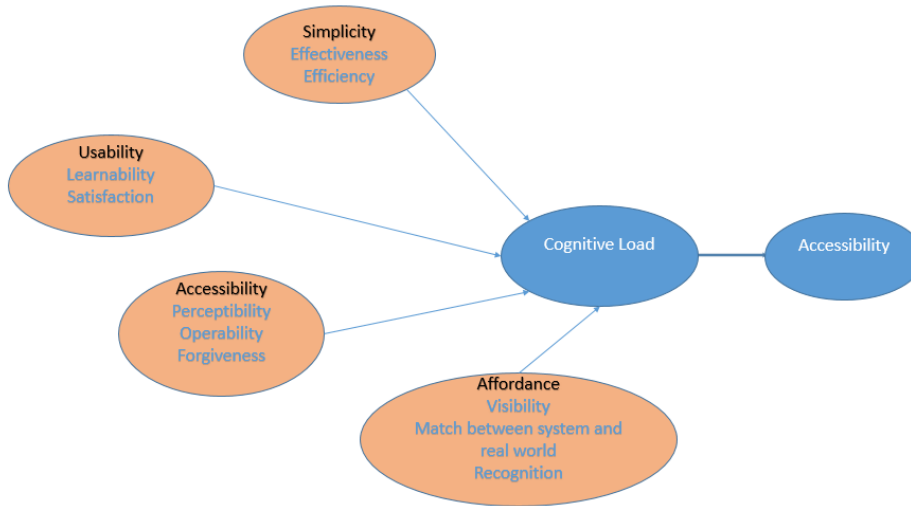 Simplicity
Effectiveness
Efficiency
Usability
Learnability
Satisfaction
Cognitive Load
Accessibility
Accessibility
Perceptibility
Operability
Forgiveness
Affordance
Visibility
Match between system and
real world
Recognition